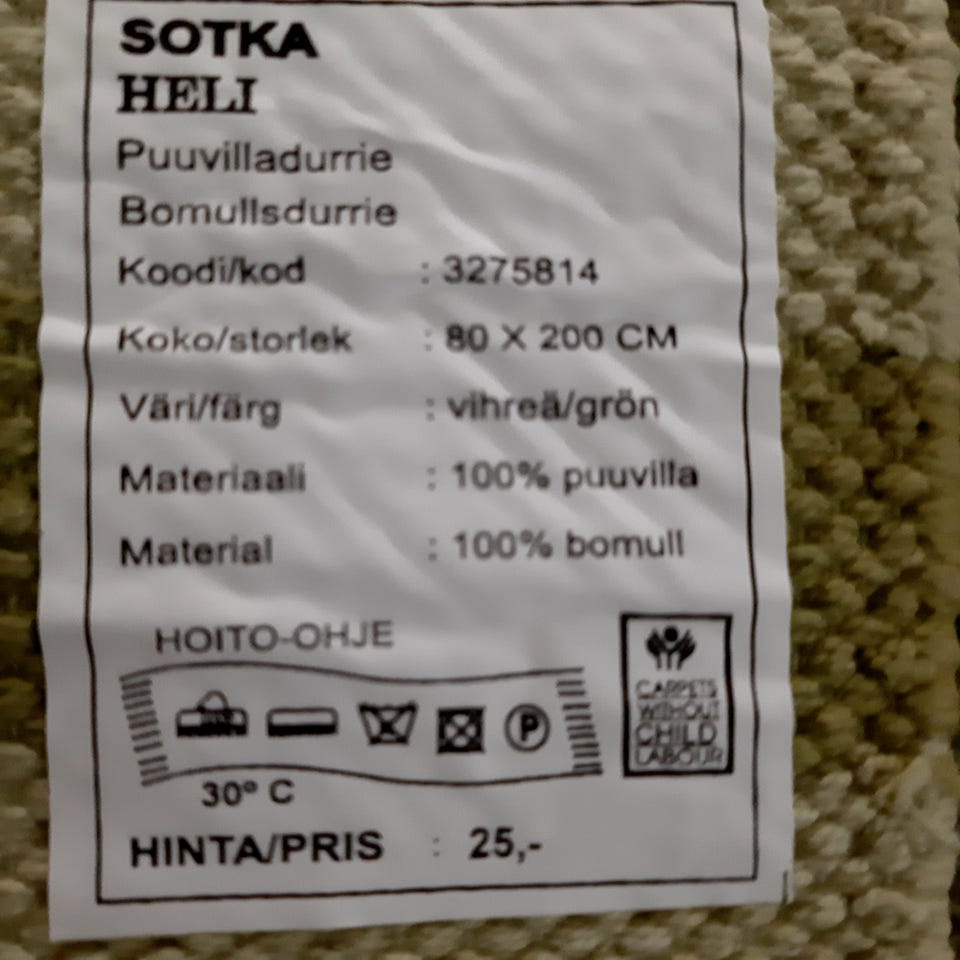 SOTKA
HELI
Puuvilladurrie
Bomullsdurrie
Koodi/kod : 3275814
Koko/storlek : 80 X 200 CM
Väri/färg : vihreä/grön
Materiaali : 100% puuvilla
Material : 100% bomull
HOITO-OHJE
P
30° C
CARPETS
WITHOUT
CHILD
LABOUR
HINTA/PRIS : 25,-